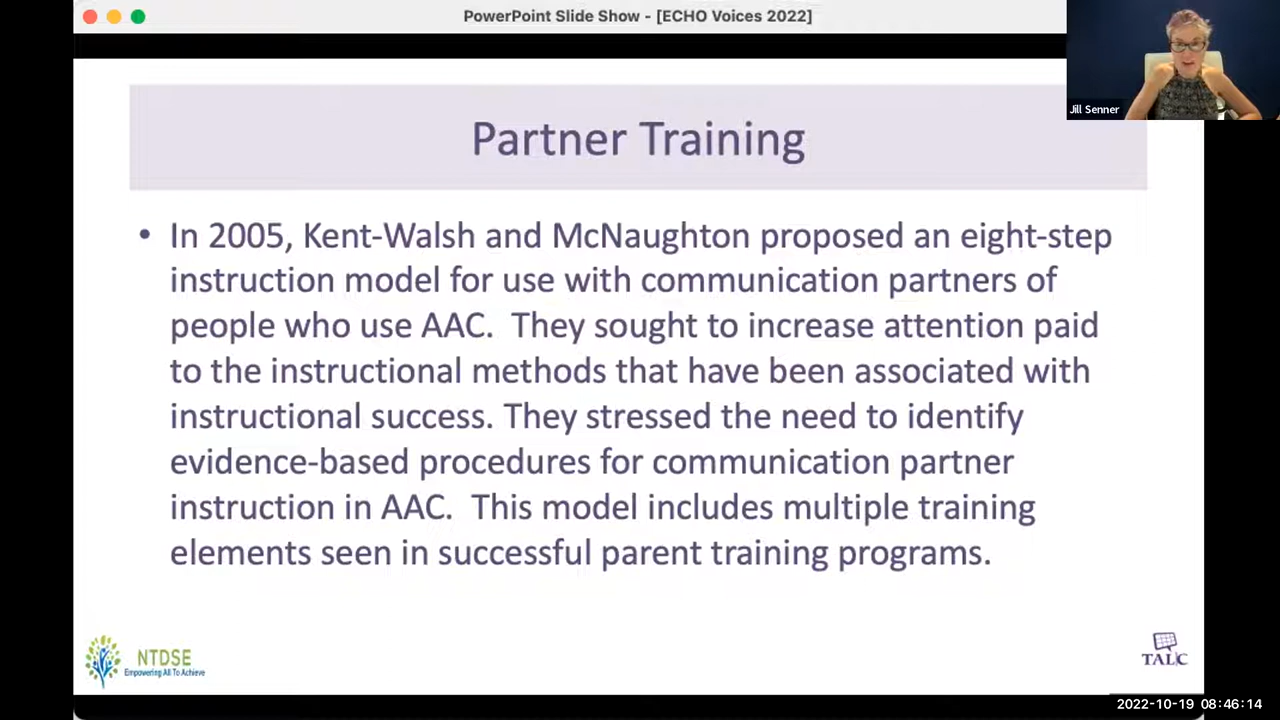 PowerPoint Slide Show - [ECHO Voices 2022]
Jill Senner
Partner Training
• In 2005, Kent-Walsh and McNaughton proposed an eight-step
instruction model for use with communication partners of
people who use AAC.  They sought to increase attention paid
to the instructional methods that have been associated with
instructional success. They stressed the need to identify
evidence-based procedures for communication partner
instruction in AAC.  This model includes multiple training
elements seen in successful parent training programs.
NTDSE
Empowering All To Achieve
TALC
2022-10-19 08:46:14